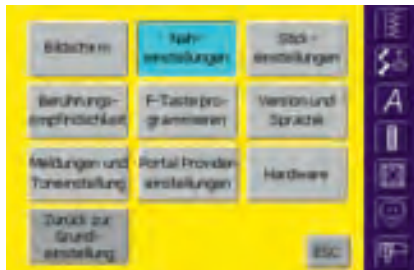 Bildschirm
Näh-
einstellungen
Stick-
einstellungen
Berührungs-
empfindlichkeit
F-Taste pro-
grammieren
Version und
Sprache
Meldungen und
Toneinstellung
Portal Provider-
einstellungen
Hardware
Zurück zur
Grund-
einstellung
ESC
A